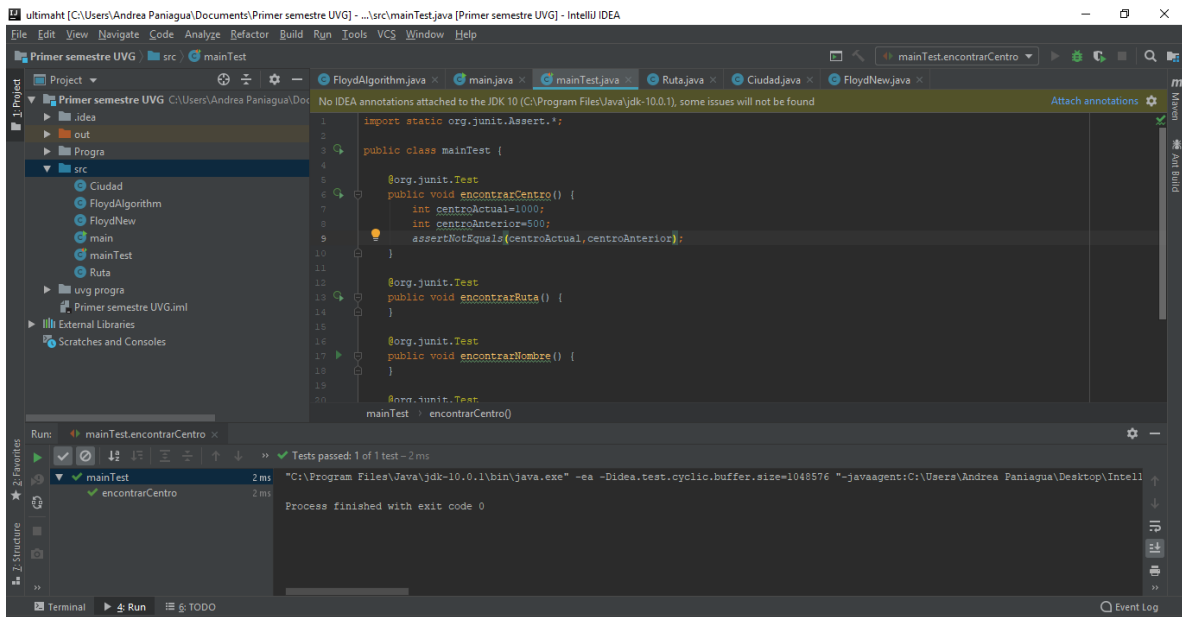 ultimaht [C:\Users\Andrea Paniagua\Documents\Primer semestre UVG] - ...\src\mainTest.java [Primer semestre UVG] - IntelliJ IDEA
File Edit View Navigate Code Analyze Refactor Build Run Tools VCS Window Help
Primer semestre UVG src mainTest mainTest.encontrarCentro
Project FloydAlgorithm.java main.java mainTest.java Ruta.java Ciudad.java FloydNew.java
1: Project
Primer semestre UVG C:\Users\Andrea Paniagua\Doc
.idea
out
Progra
src
Ciudad
FloydAlgorithm
FloydNew
main
mainTest
Ruta
uvg progra
Primer semestre UVG.iml
External Libraries
Scratches and Consoles
No IDEA annotations attached to the JDK 10 (C:\Program Files\Java\jdk-10.0.1), some issues will not be found Attach annotations
1 import static org.junit.Assert.*;
2
3 public class mainTest {
4
5 @org.junit.Test
6 public void encontrarCentro() {
7 int centroActual=1000;
8 int centroAnterior=500;
9 assertNotEquals(centroActual,centroAnterior);
10 }
11
12 @org.junit.Test
13 public void encontrarRuta() {
14 }
15
16 @org.junit.Test
17 public void encontrarNombre() {
18 }
19
20 @org.junit.Test
mainTest encontrarCentro()
m Maven
Ant Build
Run: mainTest.encontrarCentro
Tests passed: 1 of 1 test – 2 ms
mainTest 2 ms
encontrarCentro 2 ms
"C:\Program Files\Java\jdk-10.0.1\bin\java.exe" -ea -Didea.test.cyclic.buffer.size=1048576 "-javaagent:C:\Users\Andrea Paniagua\Desktop\Intell
Process finished with exit code 0
2: Favorites
7: Structure
Terminal 4: Run 6: TODO Event Log